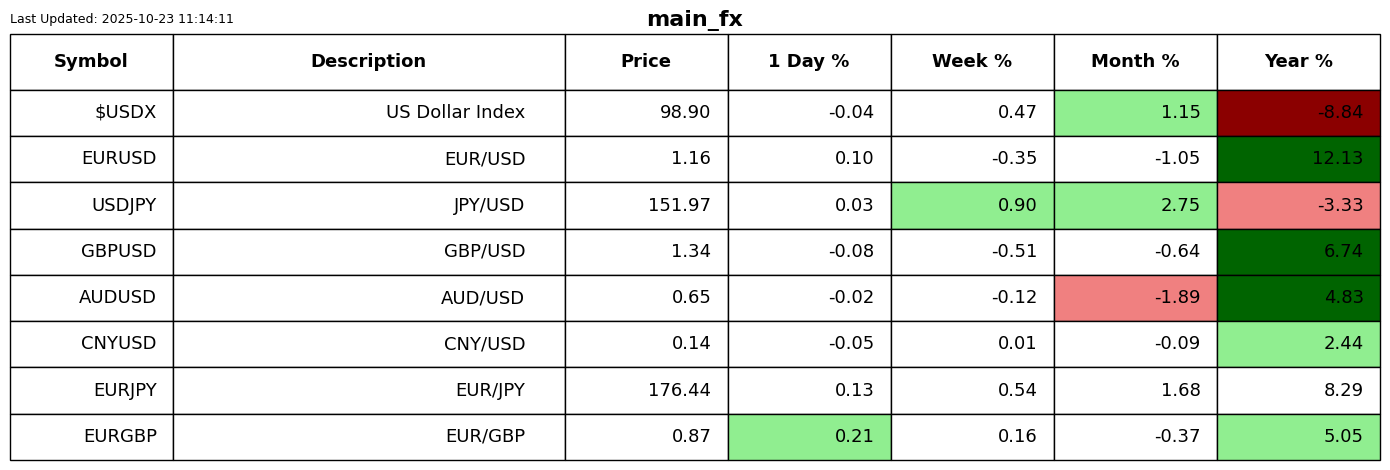 Last Updated: 2025-10-23 11:14:11
main_fx
Symbol Description Price 1 Day % Week % Month % Year %
$USDX US Dollar Index 98.90 -0.04 0.47 1.15 -8.84
EURUSD EUR/USD 1.16 0.10 -0.35 -1.05 12.13
USDJPY JPY/USD 151.97 0.03 0.90 2.75 -3.33
GBPUSD GBP/USD 1.34 -0.08 -0.51 -0.64 6.74
AUDUSD AUD/USD 0.65 -0.02 -0.12 -1.89 4.83
CNYUSD CNY/USD 0.14 -0.05 0.01 -0.09 2.44
EURJPY EUR/JPY 176.44 0.13 0.54 1.68 8.29
EURGBP EUR/GBP 0.87 0.21 0.16 -0.37 5.05